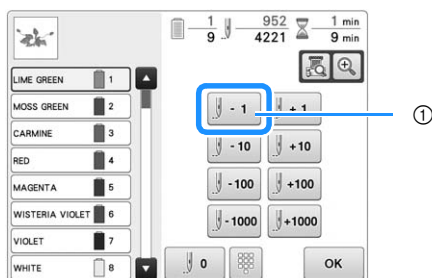 1 952 1 min
9 4221 9 min
LIME GREEN 1
MOSS GREEN 2
CARMINE 3
RED 4
MAGENTA 5
WISTERIA VIOLET 6
VIOLET 7
WHITE 8
- 1 + 1
①
- 10 +10
-100 +100
-1000 +1000
0 OK